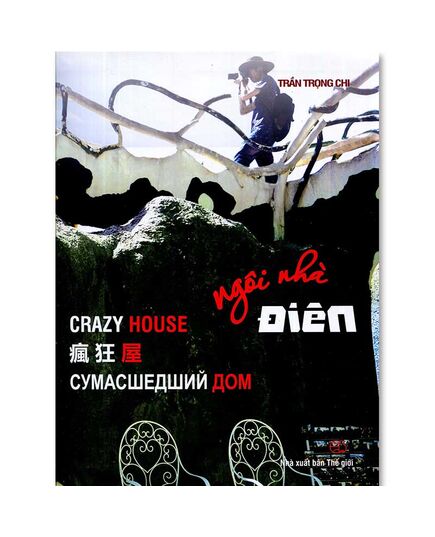 TRẦN TRỌNG CHI
ngôi nhà
Điên
CRAZY HOUSE
瘋狂屋
СУМАСШЕДШИЙ ДОМ
Nhà xuất bản Thế giới